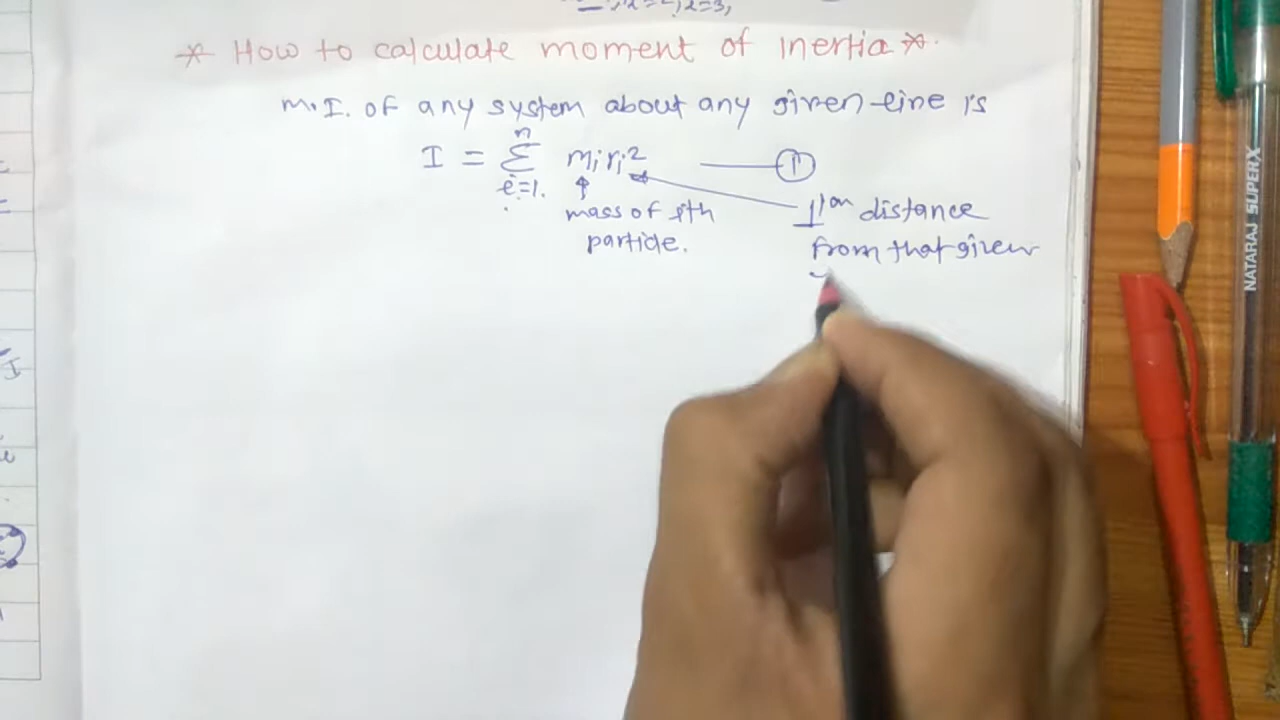 * How to calculate moment of inertia *
M.I. of any system about any given line is
I = Σ mᵢrᵢ² —— ①
n
i=1.
mass of ith
particle.
⊥lar distance
from that given
NATARAJ SUPERX